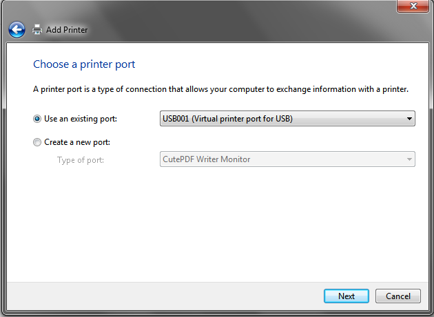 Add Printer
Choose a printer port
A printer port is a type of connection that allows your computer to exchange information with a printer.
Use an existing port: USB001 (Virtual printer port for USB)
Create a new port:
Type of port: CutePDF Writer Monitor
Next Cancel